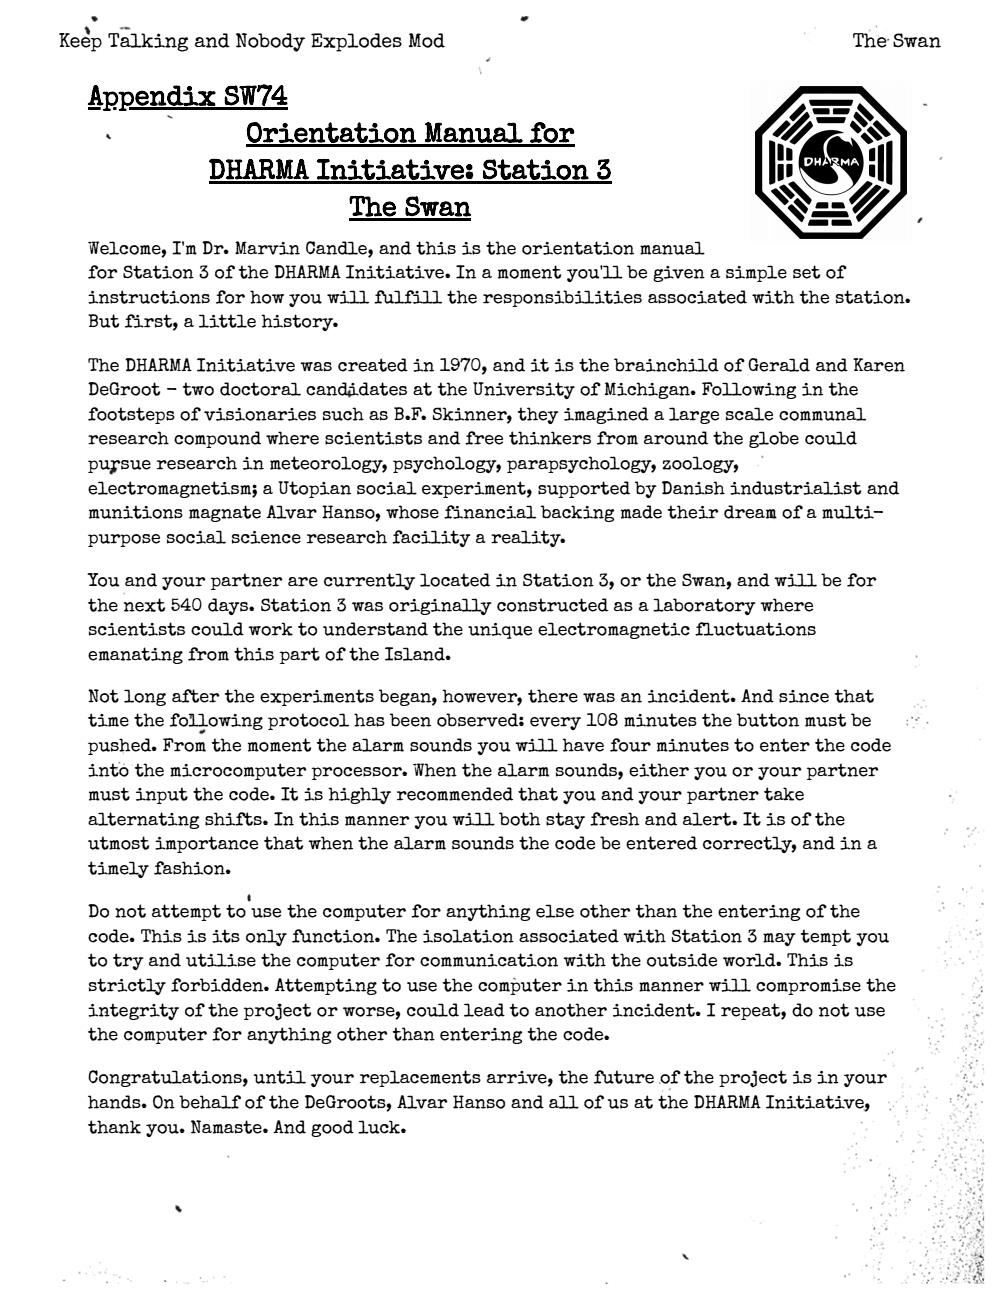 Keep Talking and Nobody Explodes Mod
The Swan
Appendix SW74
Orientation Manual for
DHARMA Initiative: Station 3
The Swan
DHARMA
Welcome, I'm Dr. Marvin Candle, and this is the orientation manual
for Station 3 of the DHARMA Initiative. In a moment you'll be given a simple set of
instructions for how you will fulfill the responsibilities associated with the station.
But first, a little history.
The DHARMA Initiative was created in 1970, and it is the brainchild of Gerald and Karen
DeGroot – two doctoral candidates at the University of Michigan. Following in the
footsteps of visionaries such as B.F. Skinner, they imagined a large scale communal
research compound where scientists and free thinkers from around the globe could
pursue research in meteorology, psychology, parapsychology, zoology,
electromagnetism; a Utopian social experiment, supported by Danish industrialist and
munitions magnate Alvar Hanso, whose financial backing made their dream of a multi-
purpose social science research facility a reality.
You and your partner are currently located in Station 3, or the Swan, and will be for
the next 540 days. Station 3 was originally constructed as a laboratory where
scientists could work to understand the unique electromagnetic fluctuations
emanating from this part of the Island.
Not long after the experiments began, however, there was an incident. And since that
time the following protocol has been observed: every 108 minutes the button must be
pushed. From the moment the alarm sounds you will have four minutes to enter the code
into the microcomputer processor. When the alarm sounds, either you or your partner
must input the code. It is highly recommended that you and your partner take
alternating shifts. In this manner you will both stay fresh and alert. It is of the
utmost importance that when the alarm sounds the code be entered correctly, and in a
timely fashion.
Do not attempt to use the computer for anything else other than the entering of the
code. This is its only function. The isolation associated with Station 3 may tempt you
to try and utilise the computer for communication with the outside world. This is
strictly forbidden. Attempting to use the computer in this manner will compromise the
integrity of the project or worse, could lead to another incident. I repeat, do not use
the computer for anything other than entering the code.
Congratulations, until your replacements arrive, the future of the project is in your
hands. On behalf of the DeGroots, Alvar Hanso and all of us at the DHARMA Initiative,
thank you. Namaste. And good luck.